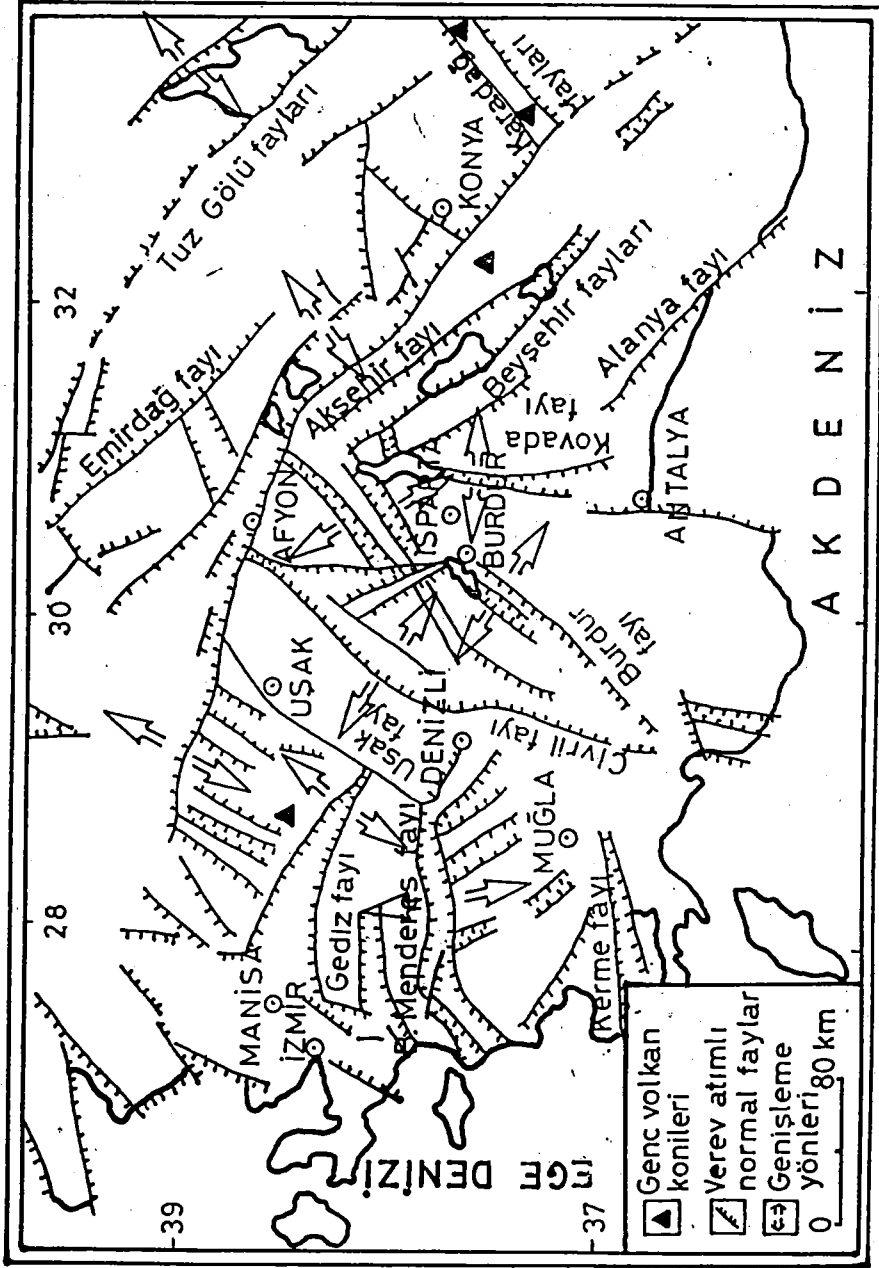 28
30
32
39
37
Tuz Gölü fayları
Emirdağ fayı
Karadağ
fayları
KONYA
Akşehir fayı
Beyşehir fayları
Alanya fayı
Kovada
fayı
AFYON
ISPARTA
BURDUR
ANTALYA
UŞAK
Uşak
fayı
DENİZLİ
Civril fayı
Burdur
fayı
MANİSA
İZMİR
Gediz fayı
B. Menderes fayı
MUĞLA
Kerme fayı
EGE DENİZİ
AKDENİZ
Genc volkan
konileri
Verev atımlı
normal faylar
Genişleme
yönleri
0 80 km